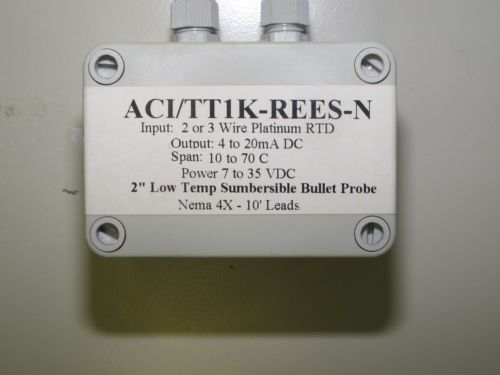 ACI/TT1K-REES-N
Input: 2 or 3 Wire Platinum RTD
Output: 4 to 20mA DC
Span: 10 to 70 C
Power 7 to 35 VDC
2" Low Temp Sumbersible Bullet Probe
Nema 4X - 10' Leads